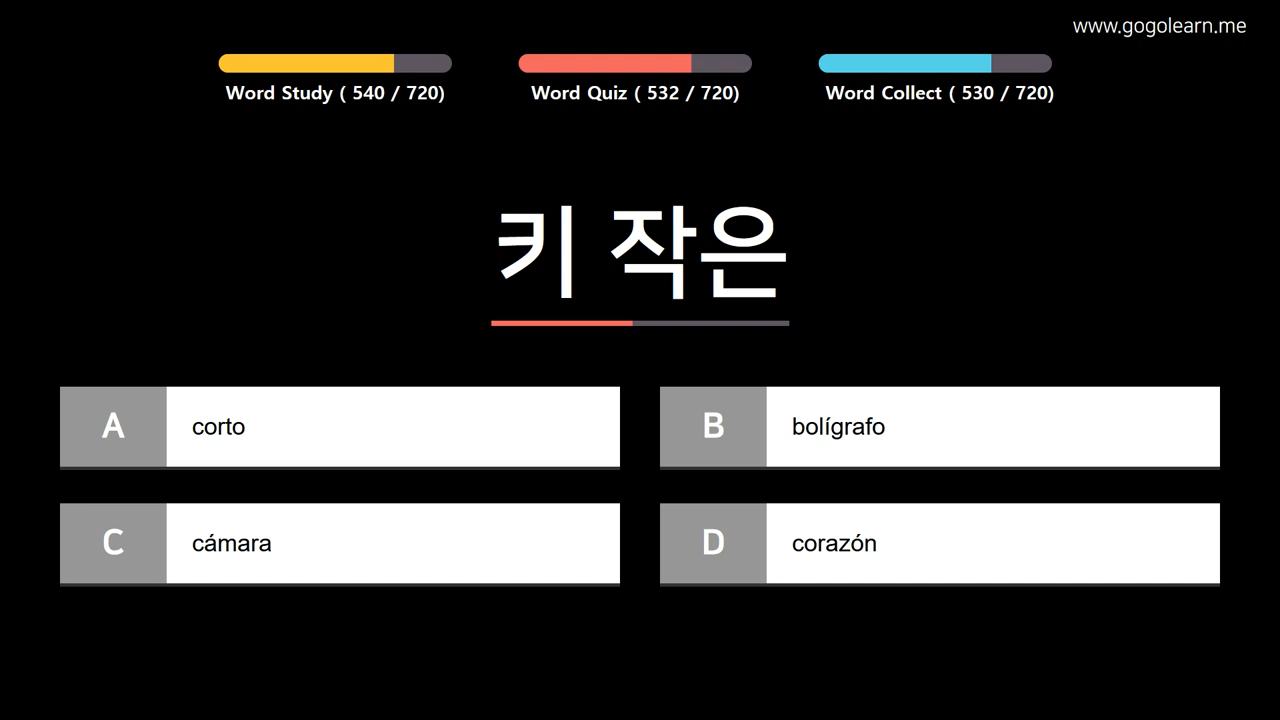 www.gogolearn.me
Word Study ( 540 / 720)
Word Quiz ( 532 / 720)
Word Collect ( 530 / 720)
키 작은
A corto
B bolígrafo
C cámara
D corazón